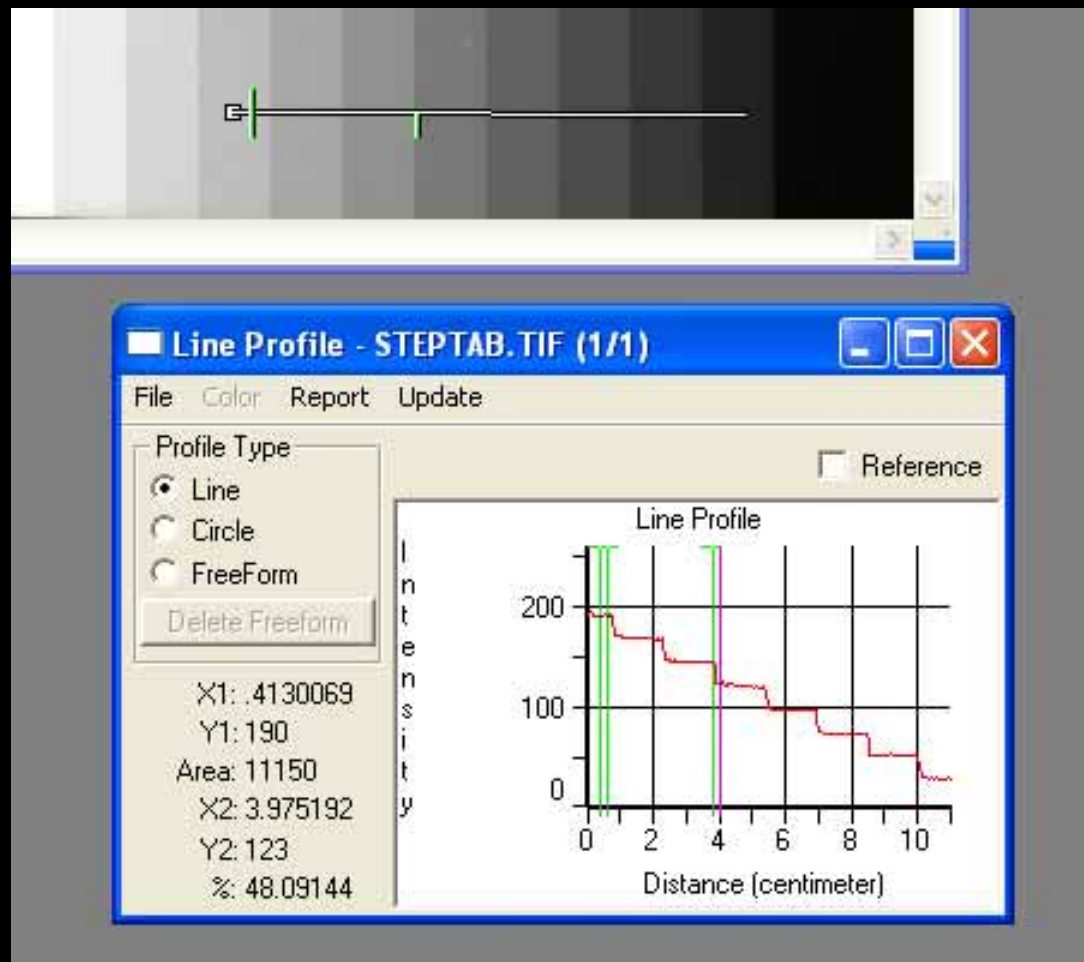 Line Profile - STEPTAB.TIF (1/1)
File Color Report Update
Profile Type
Line
Circle
FreeForm
Delete Freeform
Reference
X1: .4130069
Y1: 190
Area: 11150
X2: 3.975192
Y2: 123
%: 48.09144
Line Profile
Intensity
200
100
0
0 2 4 6 8 10
Distance (centimeter)